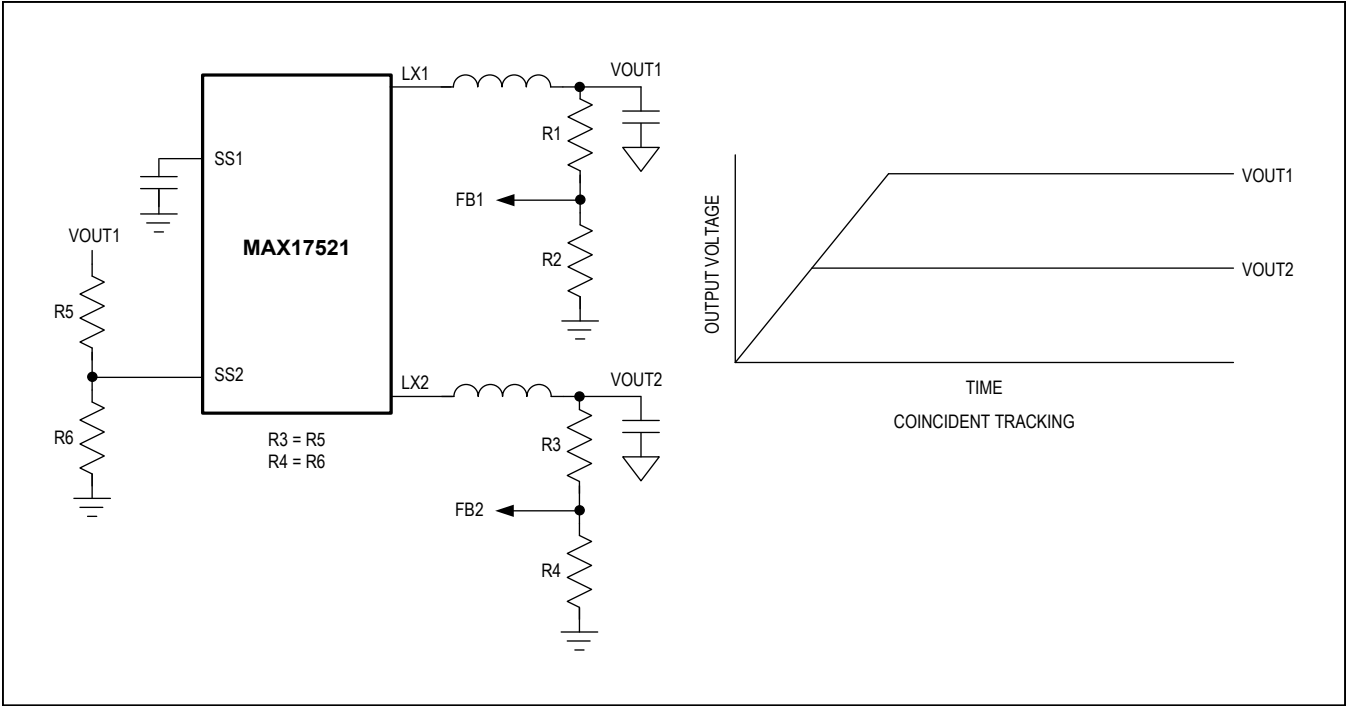 LX1
VOUT1
R1
SS1
FB1
VOUT1
MAX17521
R2
R5
SS2
LX2
VOUT2
R6
R3 = R5
R4 = R6
R3
FB2
R4
OUTPUT VOLTAGE
VOUT1
VOUT2
TIME
COINCIDENT TRACKING